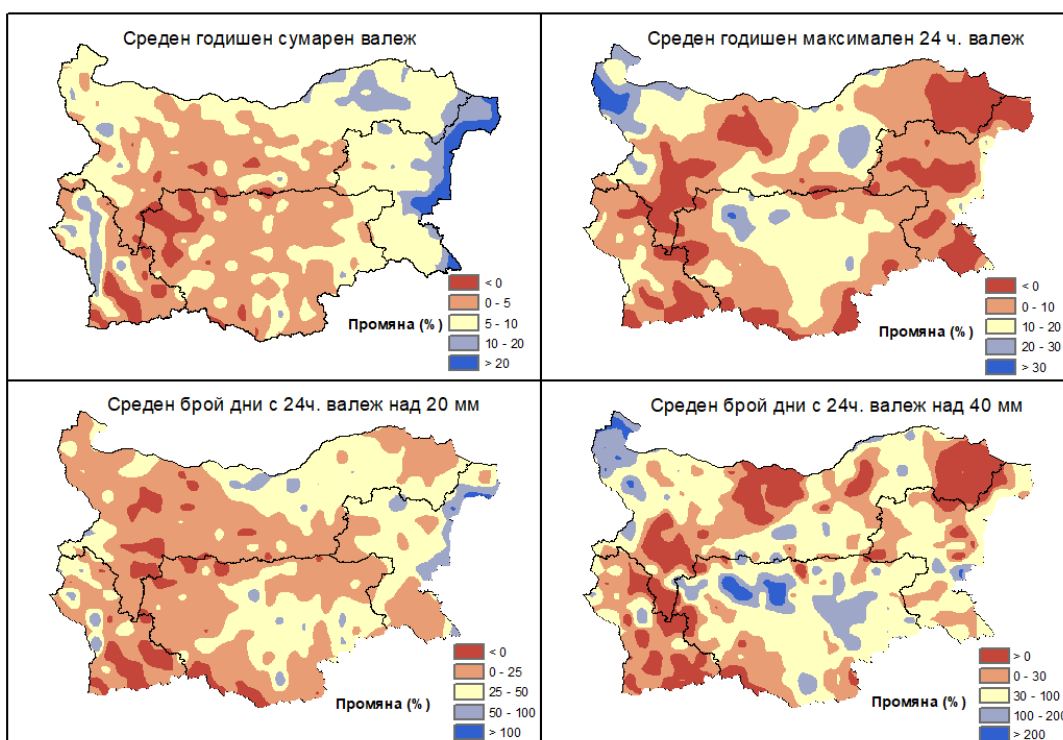 Среден годишен сумарен валеж
Промяна (%)
< 0
0 - 5
5 - 10
10 - 20
> 20
Среден годишен максимален 24 ч. валеж
Промяна (%)
< 0
0 - 10
10 - 20
20 - 30
> 30
Среден брой дни с 24ч. валеж над 20 мм
Промяна (%)
< 0
0 - 25
25 - 50
50 - 100
> 100
Среден брой дни с 24ч. валеж над 40 мм
Промяна (%)
> 0
0 - 30
30 - 100
100 - 200
> 200